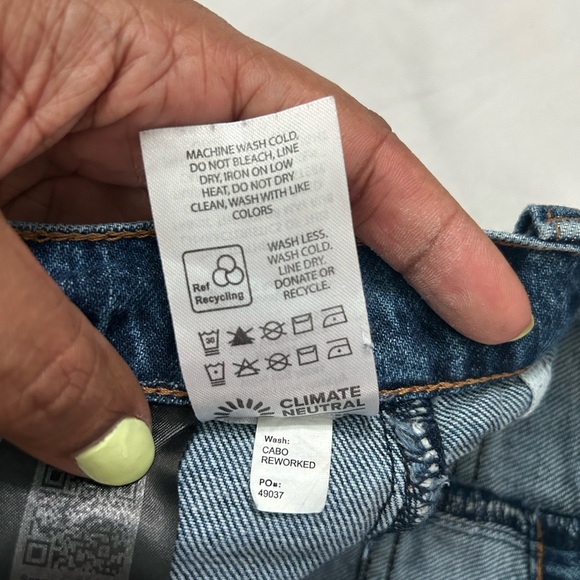 MACHINE WASH COLD.
DO NOT BLEACH, LINE
DRY, IRON ON LOW
HEAT, DO NOT DRY
CLEAN, WASH WITH LIKE
COLORS
Ref
Recycling
WASH LESS.
WASH COLD.
LINE DRY.
DONATE OR
RECYCLE.
30
CLIMATE
NEUTRAL
Wash:
CABO
REWORKED
PO#:
49037